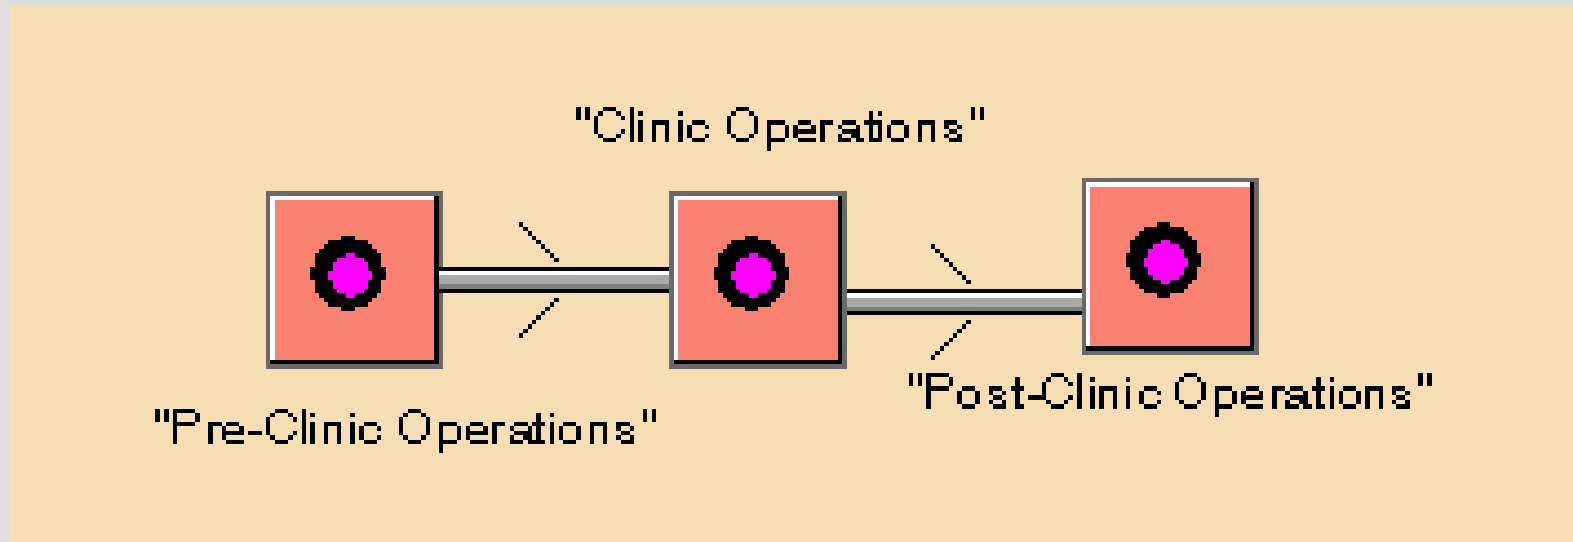 "Clinic Operations"
"Pre-Clinic Operations"
"Post-Clinic Operations"